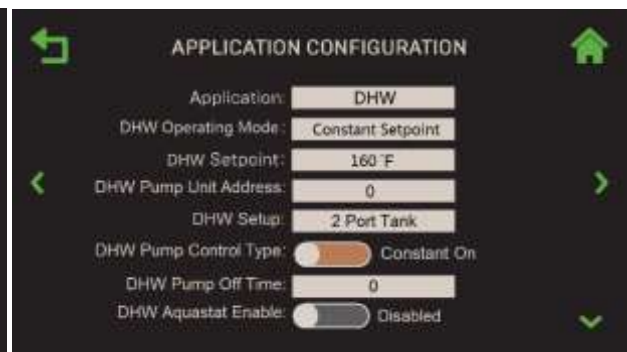 APPLICATION CONFIGURATION
Application: DHW
DHW Operating Mode: Constant Setpoint
DHW Setpoint: 160 °F
DHW Pump Unit Address: 0
DHW Setup: 2 Port Tank
DHW Pump Control Type: Constant On
DHW Pump Off Time: 0
DHW Aquastat Enable: Disabled